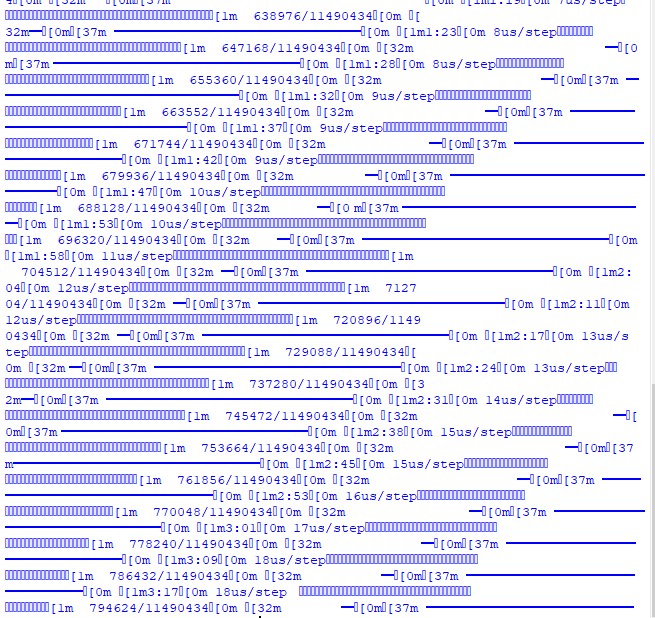 638976/11490434[0m [
32m━[0m[37m ━━━━━━━━━━━━━━━━━━━[0m [1m1:23[0m 8us/step
[1m 647168/11490434[0m [32m ━[0
m[37m ━━━━━━━━━━━━━━━━━━━[0m [1m1:28[0m 8us/step
[1m 655360/11490434[0m [32m ━[0m[37m ━
━━━━━━━━━━━━━━━━━━[0m [1m1:32[0m 9us/step
[1m 663552/11490434[0m [32m ━[0m[37m ━━━━━
━━━━━━━━━━━━━━[0m [1m1:37[0m 9us/step
[1m 671744/11490434[0m [32m ━[0m[37m ━━━━━━━━━━
━━━━━━━━━[0m [1m1:42[0m 9us/step
[1m 679936/11490434[0m [32m ━[0m[37m ━━━━━━━━━━━━━━━
━━━━[0m [1m1:47[0m 10us/step
[1m 688128/11490434[0m [32m ━[0m[37m ━━━━━━━━━━━━━━━━━━
━[0m [1m1:53[0m 10us/step
[1m 696320/11490434[0m [32m ━[0m[37m ━━━━━━━━━━━━━━━━━━━[0m
[1m1:58[0m 11us/step[1m
704512/11490434[0m [32m ━[0m[37m ━━━━━━━━━━━━━━━━━━━[0m [1m2:
04[0m 12us/step[1m 7127
04/11490434[0m [32m ━[0m[37m ━━━━━━━━━━━━━━━━━━━[0m [1m2:11[0m
12us/step[1m 720896/1149
0434[0m [32m ━[0m[37m ━━━━━━━━━━━━━━━━━━━[0m [1m2:17[0m 13us/s
tep[1m 729088/11490434[
0m [32m━[0m[37m ━━━━━━━━━━━━━━━━━━━[0m [1m2:24[0m 13us/step
[1m 737280/11490434[0m [3
2m━[0m[37m ━━━━━━━━━━━━━━━━━━━[0m [1m2:31[0m 14us/step
[1m 745472/11490434[0m [32m ━[
0m[37m ━━━━━━━━━━━━━━━━━━━[0m [1m2:38[0m 15us/step
[1m 753664/11490434[0m [32m ━[0m[37
m━━━━━━━━━━━━━━━━━━━[0m [1m2:45[0m 15us/step
[1m 761856/11490434[0m [32m ━[0m[37m ━━
━━━━━━━━━━━━━━━━━[0m [1m2:53[0m 16us/step
[1m 770048/11490434[0m [32m ━[0m[37m ━━━━━━━
━━━━━━━━━━━━[0m [1m3:01[0m 17us/step
[1m 778240/11490434[0m [32m ━[0m[37m ━━━━━━━━━━
━━━━━━━━━[0m [1m3:09[0m 18us/step
[1m 786432/11490434[0m [32m ━[0m[37m ━━━━━━━━━━━━━
━━━━━━[0m [1m3:17[0m 18us/step
[1m 794624/11490434[0m [32m ━[0m[37m ━━━━━━━━━━━━━━━━